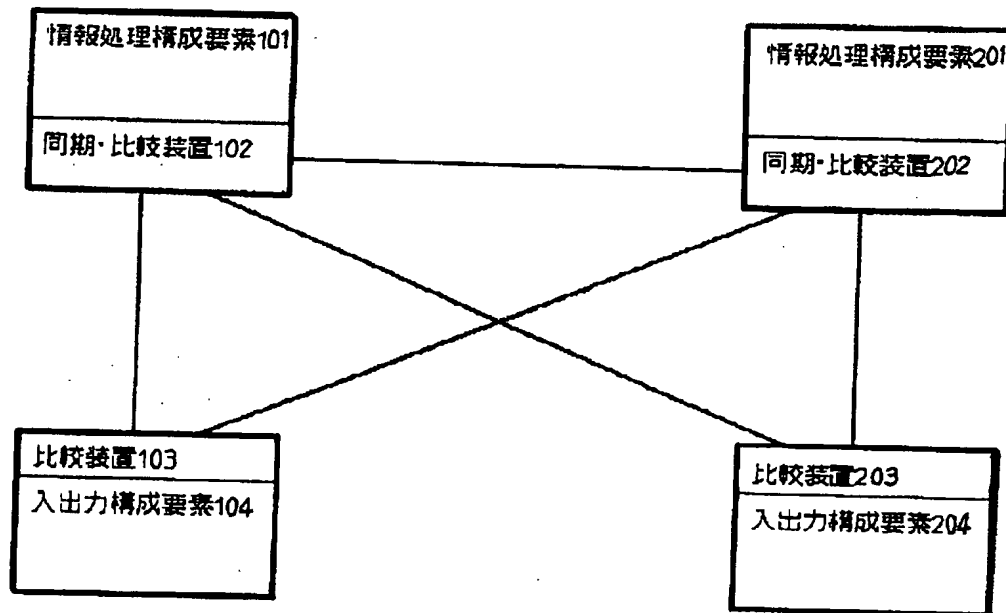 情報処理構成要素101
同期・比較装置102
情報処理構成要素201
同期・比較装置202
比較装置103
入出力構成要素104
比較装置203
入出力構成要素204